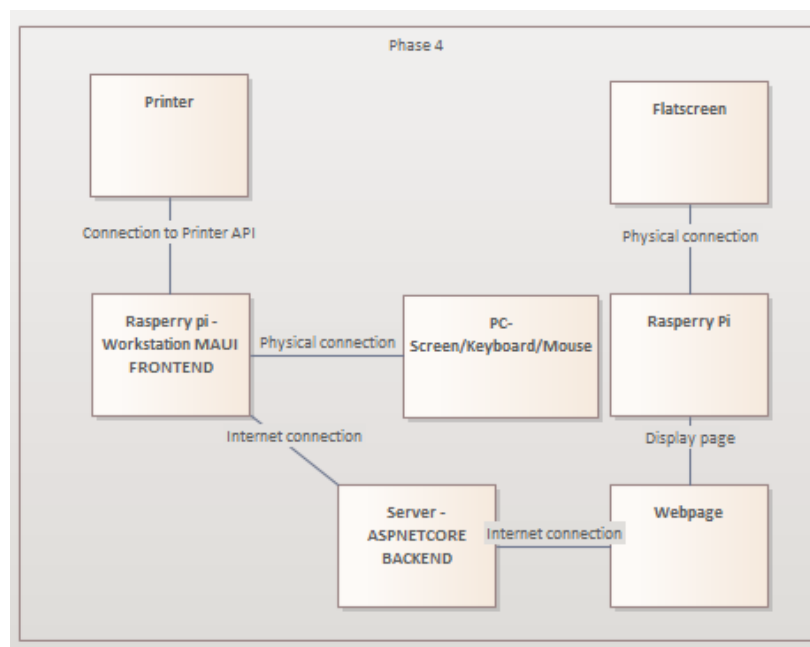 Phase 4
Printer
Flatscreen
Connection to Printer API
Physical connection
Rasperry pi -
Workstation MAUI
FRONTEND
Physical connection
PC-
Screen/Keyboard/Mouse
Rasperry Pi
Internet connection
Display page
Server -
ASPNETCORE
BACKEND
Internet connection
Webpage